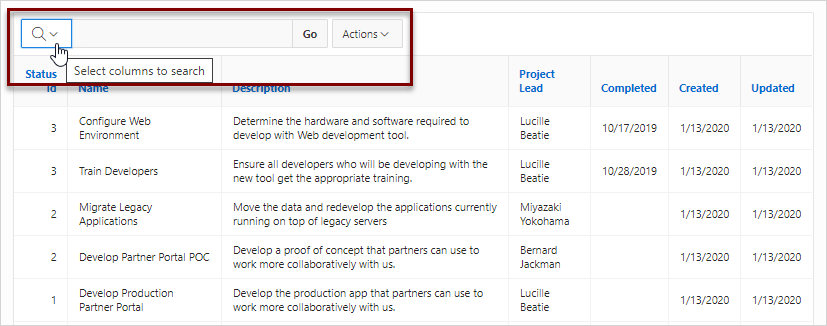 Go Actions
Select columns to search
Status Id Name Description Project Lead Completed Created Updated
3 Configure Web Environment Determine the hardware and software required to develop with Web development tool. Lucille Beatie 10/17/2019 1/13/2020 1/13/2020
3 Train Developers Ensure all developers who will be developing with the new tool get the appropriate training. Lucille Beatie 10/28/2019 1/13/2020 1/13/2020
2 Migrate Legacy Applications Move the data and redevelop the applications currently running on top of legacy servers Miyazaki Yokohama 1/13/2020 1/13/2020
2 Develop Partner Portal POC Develop a proof of concept that partners can use to work more collaboratively with us. Bernard Jackman 1/13/2020 1/13/2020
1 Develop Production Partner Portal Develop the production app that partners can use to work more collaboratively with us. Lucille Beatie 1/13/2020 1/13/2020